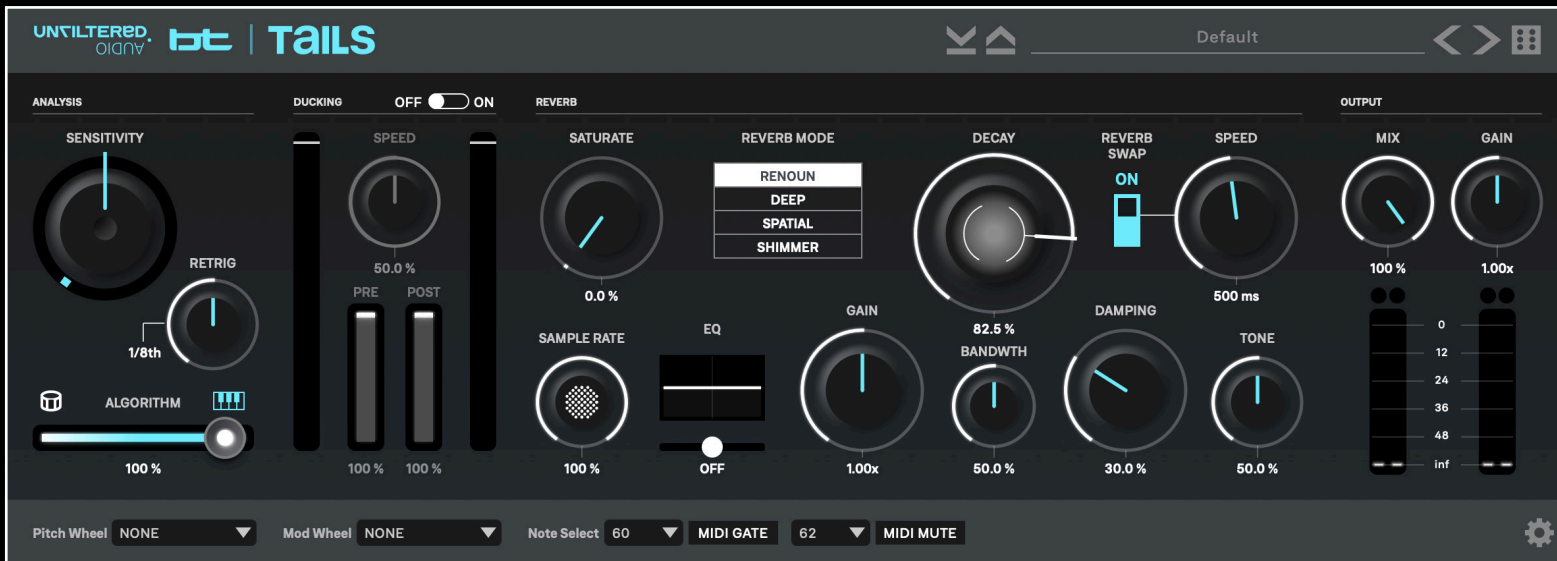 UNFILTERED AUDIO. bt | TAILS
Default
ANALYSIS
SENSITIVITY
RETRIG
1/8th
ALGORITHM
100 %
DUCKING OFF ON
SPEED
50.0 %
PRE POST
100 % 100 %
REVERB
SATURATE
0.0 %
REVERB MODE
RENOUN
DEEP
SPATIAL
SHIMMER
DECAY
82.5 %
REVERB
SWAP
ON
SPEED
500 ms
SAMPLE RATE
100 %
EQ
OFF
GAIN
1.00x
BANDWTH
50.0 %
DAMPING
30.0 %
TONE
50.0 %
OUTPUT
MIX
100 %
GAIN
1.00x
0
12
24
36
48
inf
Pitch Wheel NONE Mod Wheel NONE Note Select 60 MIDI GATE 62 MIDI MUTE